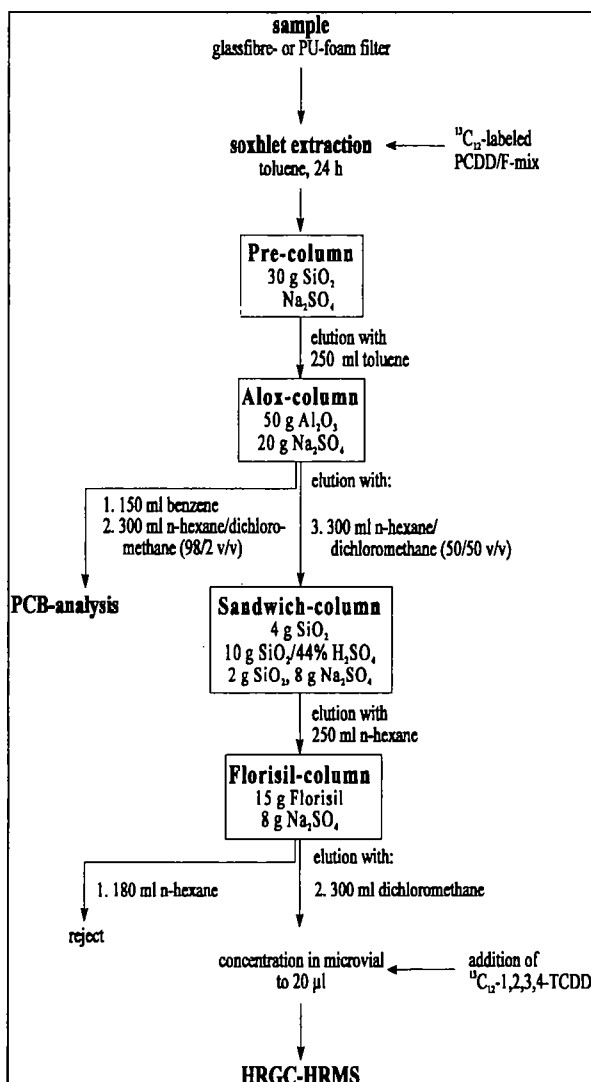 sample
glassfibre- or PU-foam filter
soxhlet extraction
toluene, 24 h
¹³C₁₂-labeled
PCDD/F-mix
Pre-column
30 g SiO₂
Na₂SO₄
elution with
250 ml toluene
Alox-column
50 g Al₂O₃
20 g Na₂SO₄
elution with:
1. 150 ml benzene
2. 300 ml n-hexane/dichloro-
methane (98/2 v/v)
3. 300 ml n-hexane/
dichloromethane (50/50 v/v)
PCB-analysis
Sandwich-column
4 g SiO₂
10 g SiO₂/44% H₂SO₄
2 g SiO₂, 8 g Na₂SO₄
elution with
250 ml n-hexane
Florisil-column
15 g Florisil
8 g Na₂SO₄
elution with:
1. 180 ml n-hexane
2. 300 ml dichloromethane
reject
concentration in microvial
to 20 µl
addition of
¹³C₁₂-1,2,3,4-TCDD
HRGC-HRMS